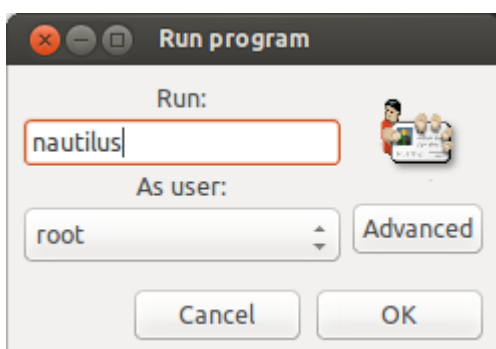 Run program
Run:
nautilus
As user:
root
Advanced
Cancel
OK